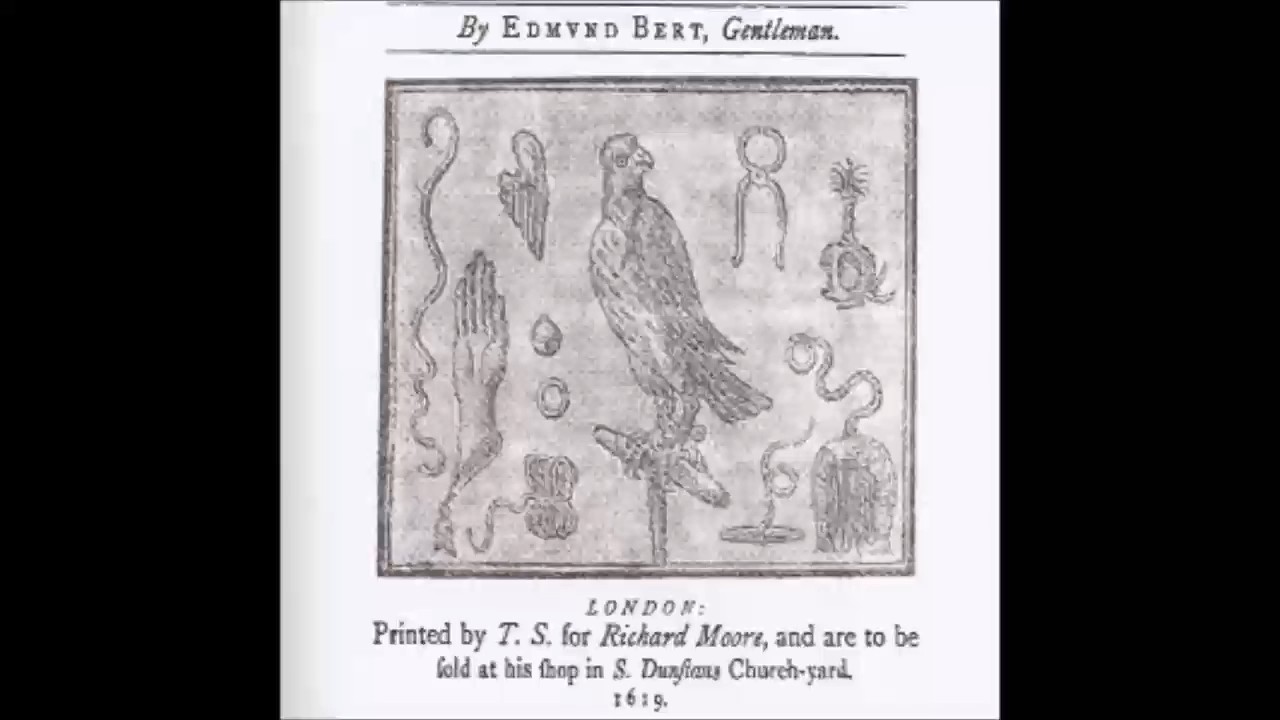 By EDMVND BERT, Gentleman.
LONDON:
Printed by T. S. for Richard Moore, and are to be
ſold at his ſhop in S. Dunſtans Church-yard.
1619.